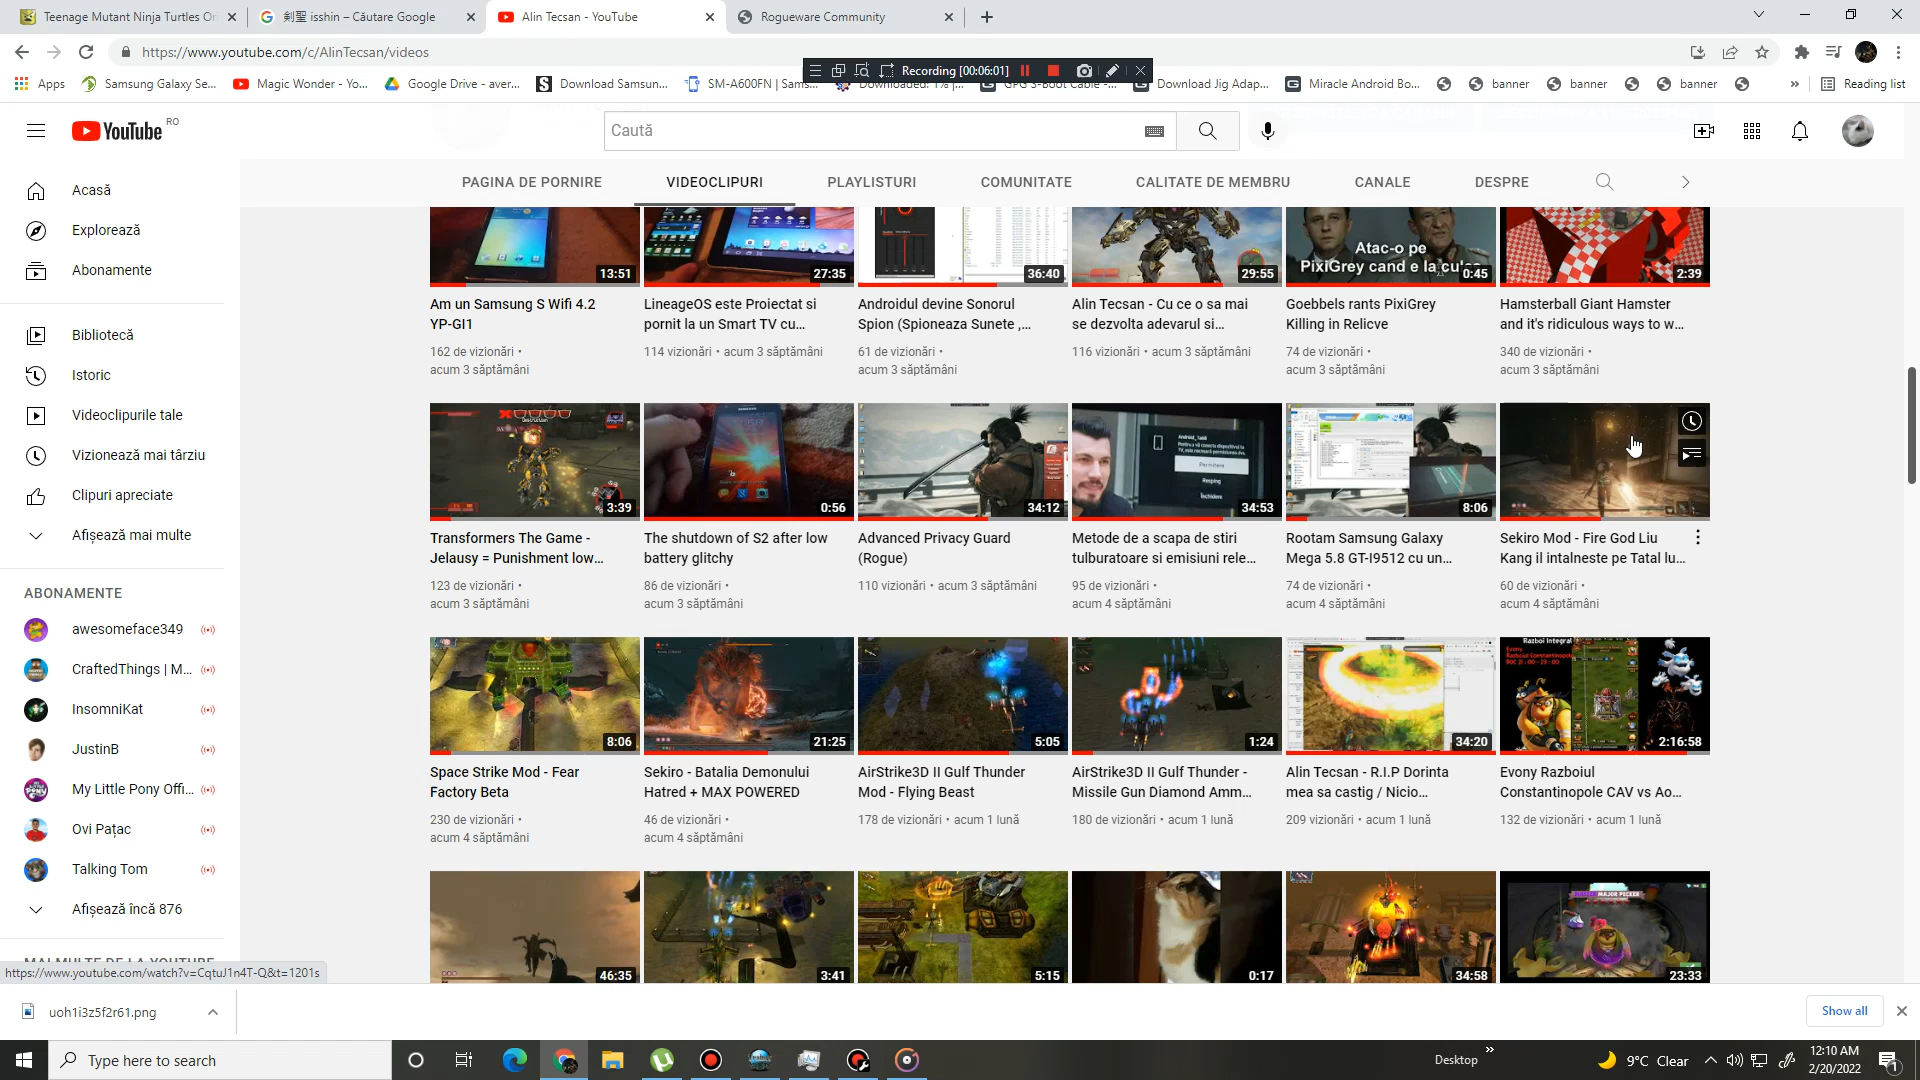 Teenage Mutant Ninja Turtles On
剣聖 isshin – Căutare Google
Alin Tecsan - YouTube
Rogueware Community
https://www.youtube.com/c/AlinTecsan/videos
Recording [00:06:01]
Apps
Samsung Galaxy Se...
Magic Wonder - Yo...
Google Drive - aver...
Download Samsun...
SM-A600FN | Sams...
Downloaded: 1% |...
GPG S-Boot Cable -...
Download Jig Adap...
Miracle Android Bo...
banner
banner
banner
»
Reading list
YouTube RO
Caută
PAGINA DE PORNIRE
VIDEOCLIPURI
PLAYLISTURI
COMUNITATE
CALITATE DE MEMBRU
CANALE
DESPRE
Acasă
Explorează
Abonamente
Bibliotecă
Istoric
Videoclipurile tale
Vizionează mai târziu
Clipuri apreciate
Afișează mai multe
ABONAMENTE
awesomeface349
CraftedThings | M...
InsomniKat
JustinB
My Little Pony Offi...
Ovi Pațac
Talking Tom
Afișează încă 876
MAI MULTE DE LA YOUTUBE
13:51
27:35
36:40
29:55
Atac-o pe
PixiGrey cand e la
0:45
2:39
Am un Samsung S Wifi 4.2
YP-GI1
162 de vizionări •
acum 3 săptămâni
LineageOS este Proiectat si
pornit la un Smart TV cu...
114 vizionări • acum 3 săptămâni
Androidul devine Sonorul
Spion (Spioneaza Sunete ,...
61 de vizionări •
acum 3 săptămâni
Alin Tecsan - Cu ce o sa mai
se dezvolta adevarul si...
116 vizionări • acum 3 săptămâni
Goebbels rants PixiGrey
Killing in Relicve
74 de vizionări •
acum 3 săptămâni
Hamsterball Giant Hamster
and it's ridiculous ways to w...
340 de vizionări •
acum 3 săptămâni
3:39
0:56
34:12
Închidere
34:53
8:06
Transformers The Game -
Jelausy = Punishment low...
123 de vizionări •
acum 3 săptămâni
The shutdown of S2 after low
battery glitchy
86 de vizionări •
acum 3 săptămâni
Advanced Privacy Guard
(Rogue)
110 vizionări • acum 3 săptămâni
Metode de a scapa de stiri
tulburatoare si emisiuni rele...
95 de vizionări •
acum 4 săptămâni
Rootam Samsung Galaxy
Mega 5.8 GT-I9512 cu un...
74 de vizionări •
acum 4 săptămâni
Sekiro Mod - Fire God Liu
Kang il intalneste pe Tatal lu...
60 de vizionări •
acum 4 săptămâni
8:06
21:25
5:05
1:24
34:20
Razboi Integral
2:16:58
Space Strike Mod - Fear
Factory Beta
230 de vizionări •
acum 4 săptămâni
Sekiro - Batalia Demonului
Hatred + MAX POWERED
46 de vizionări •
acum 4 săptămâni
AirStrike3D II Gulf Thunder
Mod - Flying Beast
178 de vizionări • acum 1 lună
AirStrike3D II Gulf Thunder -
Missile Gun Diamond Amm...
180 de vizionări • acum 1 lună
Alin Tecsan - R.I.P Dorinta
mea sa castig / Nicio...
209 vizionări • acum 1 lună
Evony Razboiul
Constantinopole CAV vs Ao...
132 de vizionări • acum 1 lună
46:35
3:41
5:15
0:17
34:58
MAJOR PECKER
23:33
https://www.youtube.com/watch?v=CqtuJ1n4T-Q&t=1201s
uoh1i3z5f2r61.png
Show all
Type here to search
Desktop
»
9°C Clear
12:10 AM
2/20/2022
1